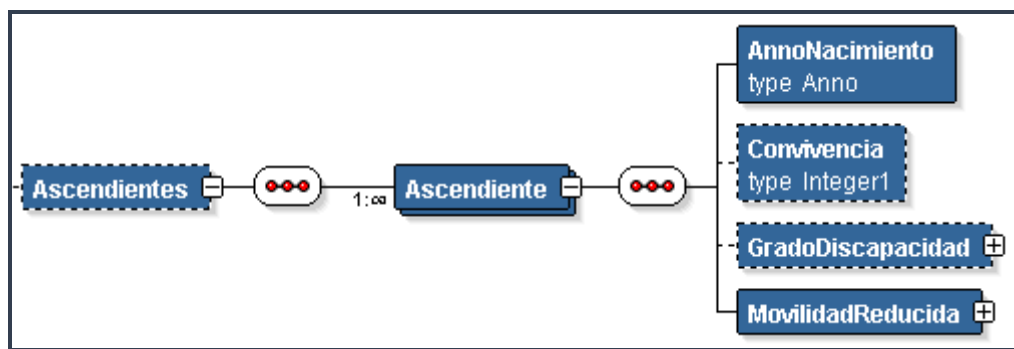 AnnoNacimiento
type Anno
Convivencia
type Integer1
Ascendientes
1:∞
Ascendiente
GradoDiscapacidad
MovilidadReducida